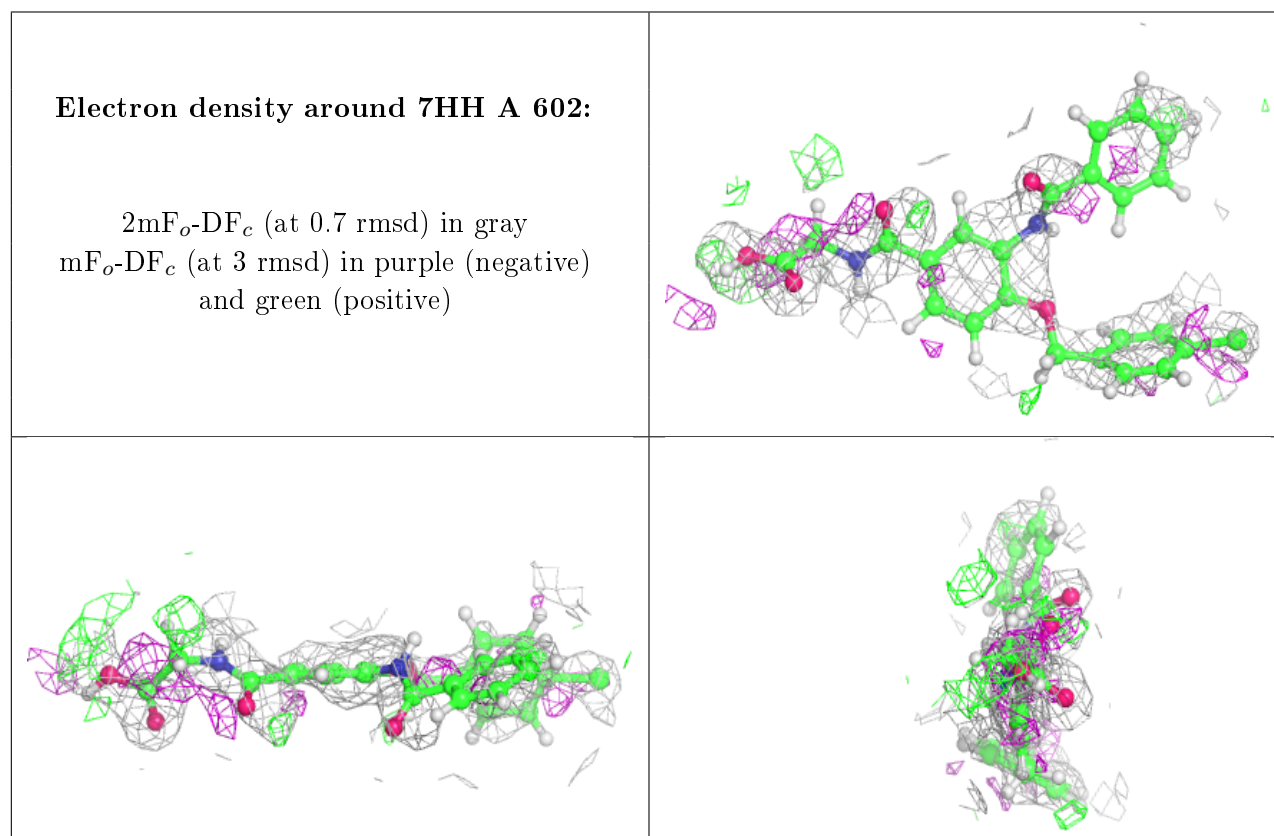 Electron density around 7HH A 602:
2mFo-DFc (at 0.7 rmsd) in gray
mFo-DFc (at 3 rmsd) in purple (negative)
and green (positive)